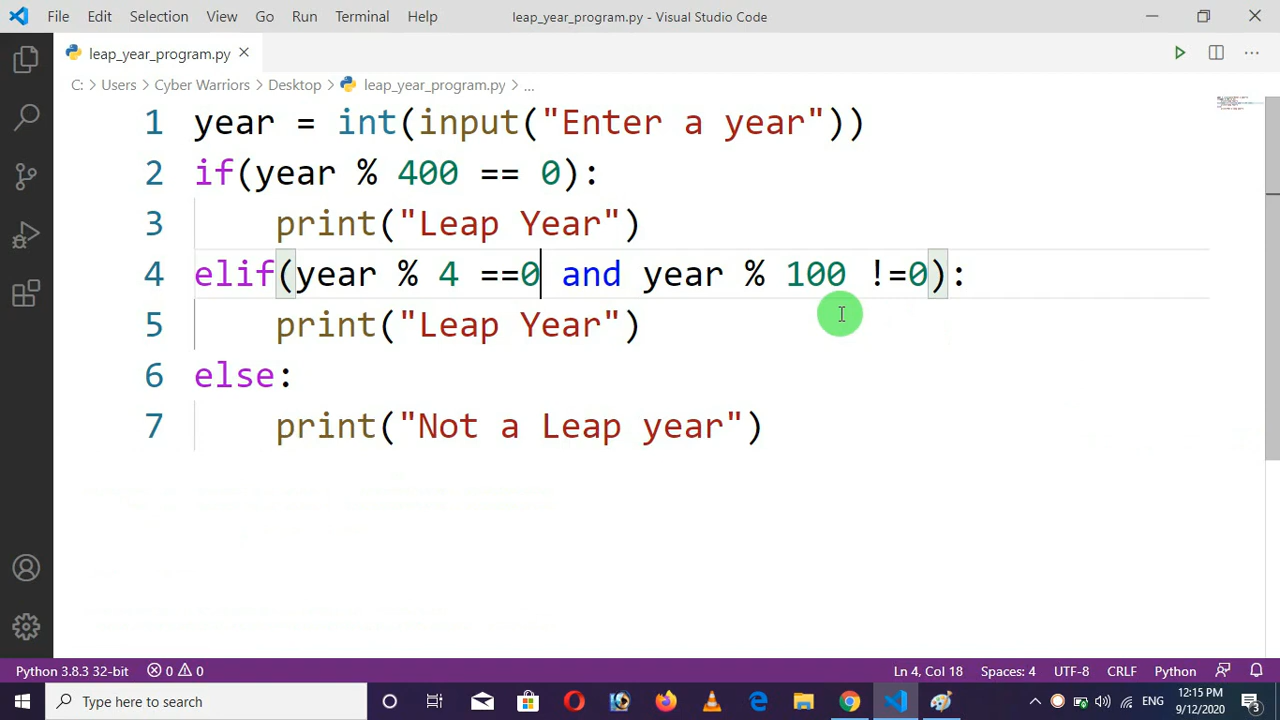 File Edit Selection View Go Run Terminal Help leap_year_program.py - Visual Studio Code
leap_year_program.py
C: > Users > Cyber Warriors > Desktop > leap_year_program.py > ...
1 year = int(input("Enter a year"))
2 if(year % 400 == 0):
3 print("Leap Year")
4 elif(year % 4 ==0 and year % 100 !=0):
5 print("Leap Year")
6 else:
7 print("Not a Leap year")
Python 3.8.3 32-bit 0 0 Ln 4, Col 18 Spaces: 4 UTF-8 CRLF Python
Type here to search ENG 12:15 PM
9/12/2020 3